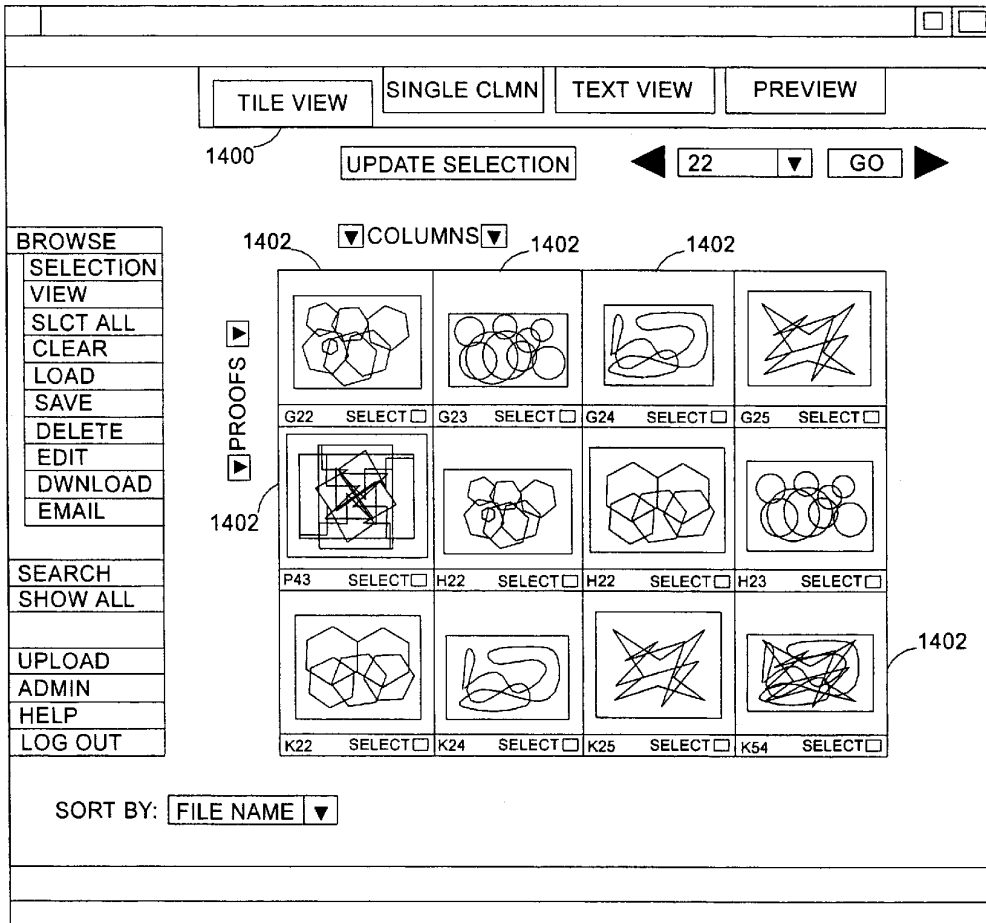 TILE VIEW
SINGLE CLMN
TEXT VIEW
PREVIEW
1400
UPDATE SELECTION
22
GO
COLUMNS
1402
1402
1402
BROWSE
SELECTION
VIEW
SLCT ALL
CLEAR
LOAD
SAVE
DELETE
EDIT
DWNLOAD
EMAIL
SEARCH
SHOW ALL
UPLOAD
ADMIN
HELP
LOG OUT
PROOFS
1402
G22 SELECT
G23 SELECT
G24 SELECT
G25 SELECT
P43 SELECT
H22 SELECT
H22 SELECT
H23 SELECT
1402
K22 SELECT
K24 SELECT
K25 SELECT
K54 SELECT
SORT BY: FILE NAME